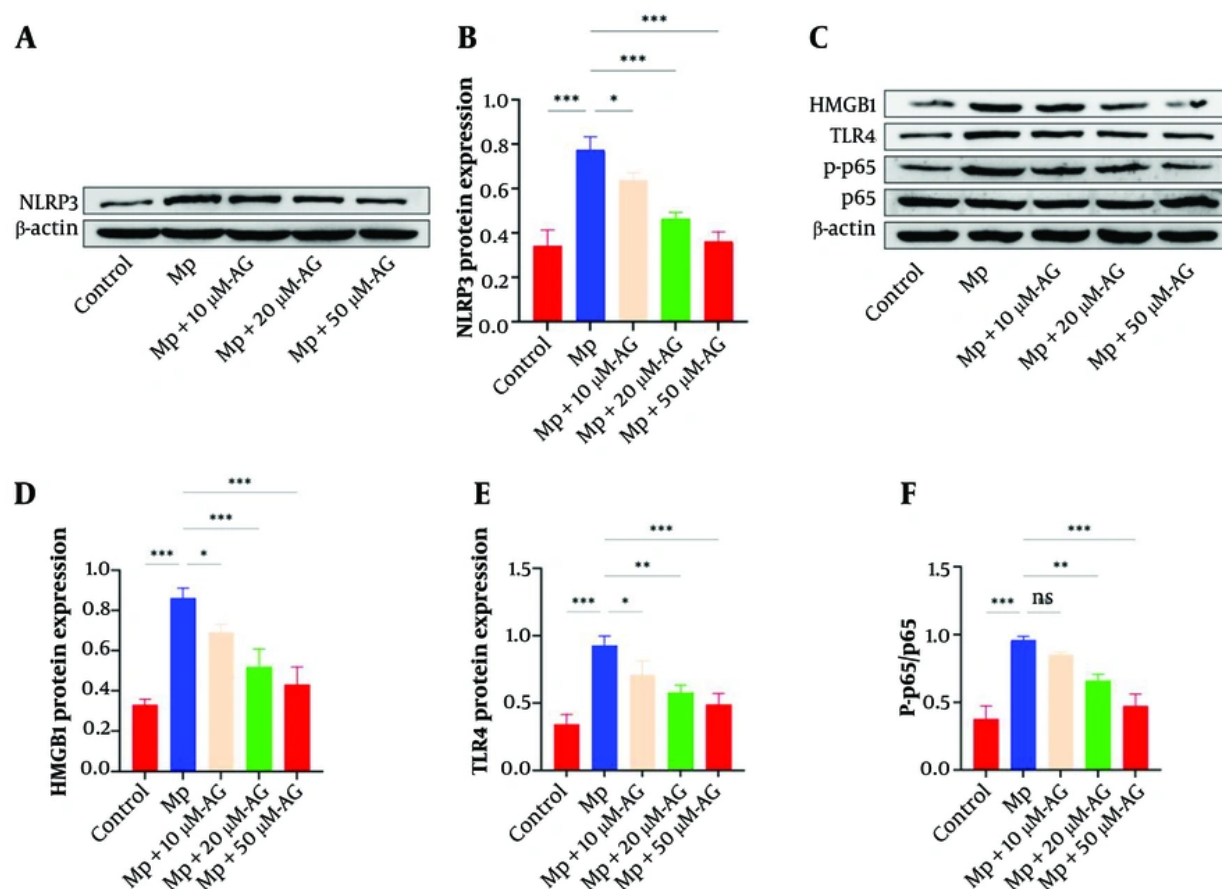 A
NLRP3
β-actin
Control
Mp
Mp + 10 μM-AG
Mp + 20 μM-AG
Mp + 50 μM-AG
B
***
***
***
*
NLRP3 protein expression
1.0
0.8
0.6
0.4
0.2
0.0
Control
Mp
Mp + 10 μM-AG
Mp + 20 μM-AG
Mp + 50 μM-AG
C
HMGB1
TLR4
p-p65
p65
β-actin
Control
Mp
Mp + 10 μM-AG
Mp + 20 μM-AG
Mp + 50 μM-AG
D
***
***
***
*
HMGB1 protein expression
1.0
0.8
0.6
0.4
0.2
0.0
Control
Mp
Mp + 10 μM-AG
Mp + 20 μM-AG
Mp + 50 μM-AG
E
***
**
***
*
TLR4 protein expression
1.5
1.0
0.5
0.0
Control
Mp
Mp + 10 μM-AG
Mp + 20 μM-AG
Mp + 50 μM-AG
F
***
**
***
ns
P-p65/p65
1.5
1.0
0.5
0.0
Control
Mp
Mp + 10 μM-AG
Mp + 20 μM-AG
Mp + 50 μM-AG